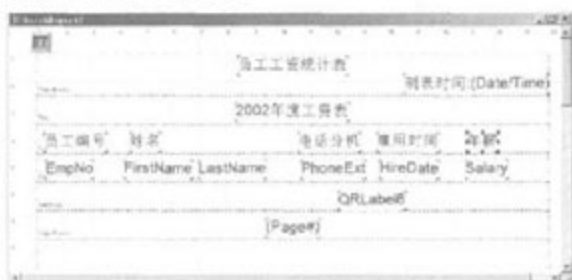 员工工资统计表
制表时间:(Date/Time)
2002年度工资表
员工编号 姓名 电话分机 雇用时间 年薪
EmpNo FirstName LastName PhoneExt HireDate Salary
QRLabel8
(Page#)